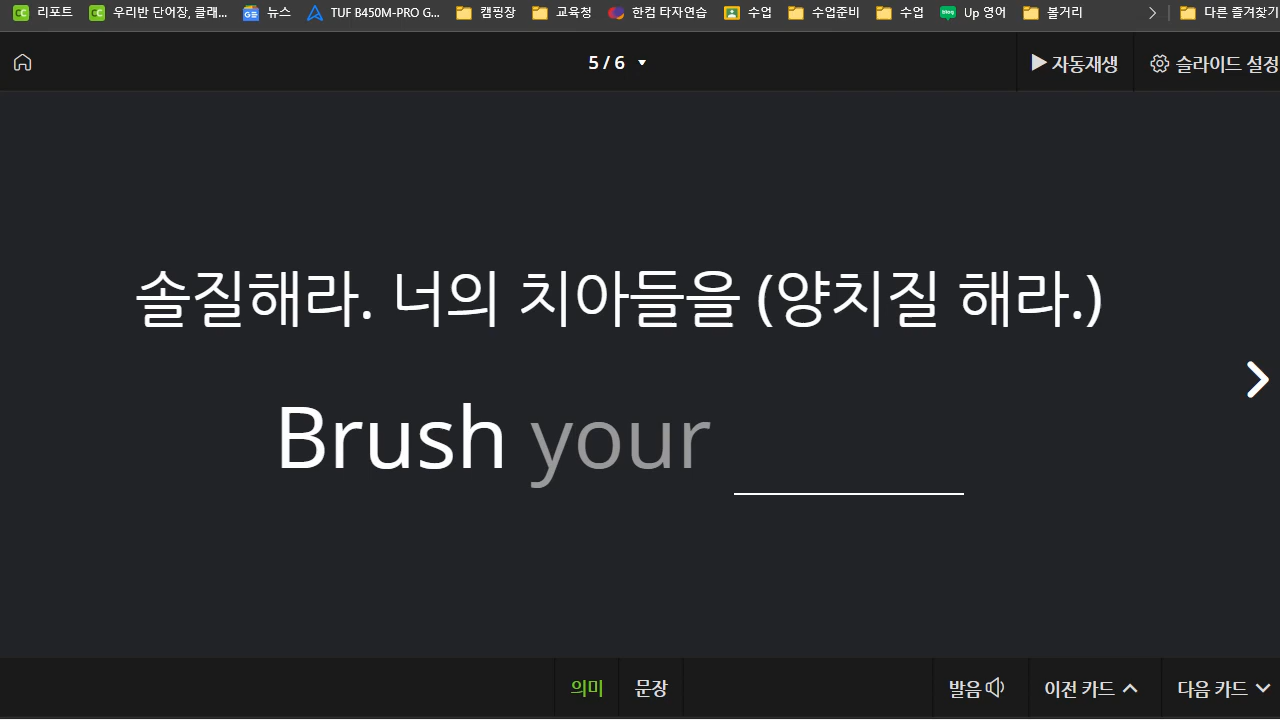 리포트 우리반 단어장, 클래... 뉴스 TUF B450M-PRO G... 캠핑장 교육청 한컴 타자연습 수업 수업준비 수업 Up 영어 볼거리 다른 즐겨찾기
5 / 6 자동재생 슬라이드 설정
솔질해라. 너의 치아들을 (양치질 해라.)
Brush your
의미 문장 발음 이전 카드 다음 카드